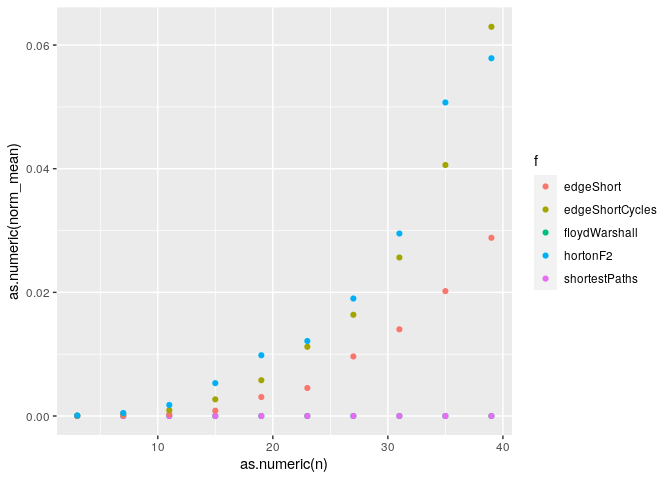 0.06
0.04
0.02
0.00
as.numeric(norm_mean)
10
20
30
40
as.numeric(n)
f
edgeShort
edgeShortCycles
floydWarshall
hortonF2
shortestPaths